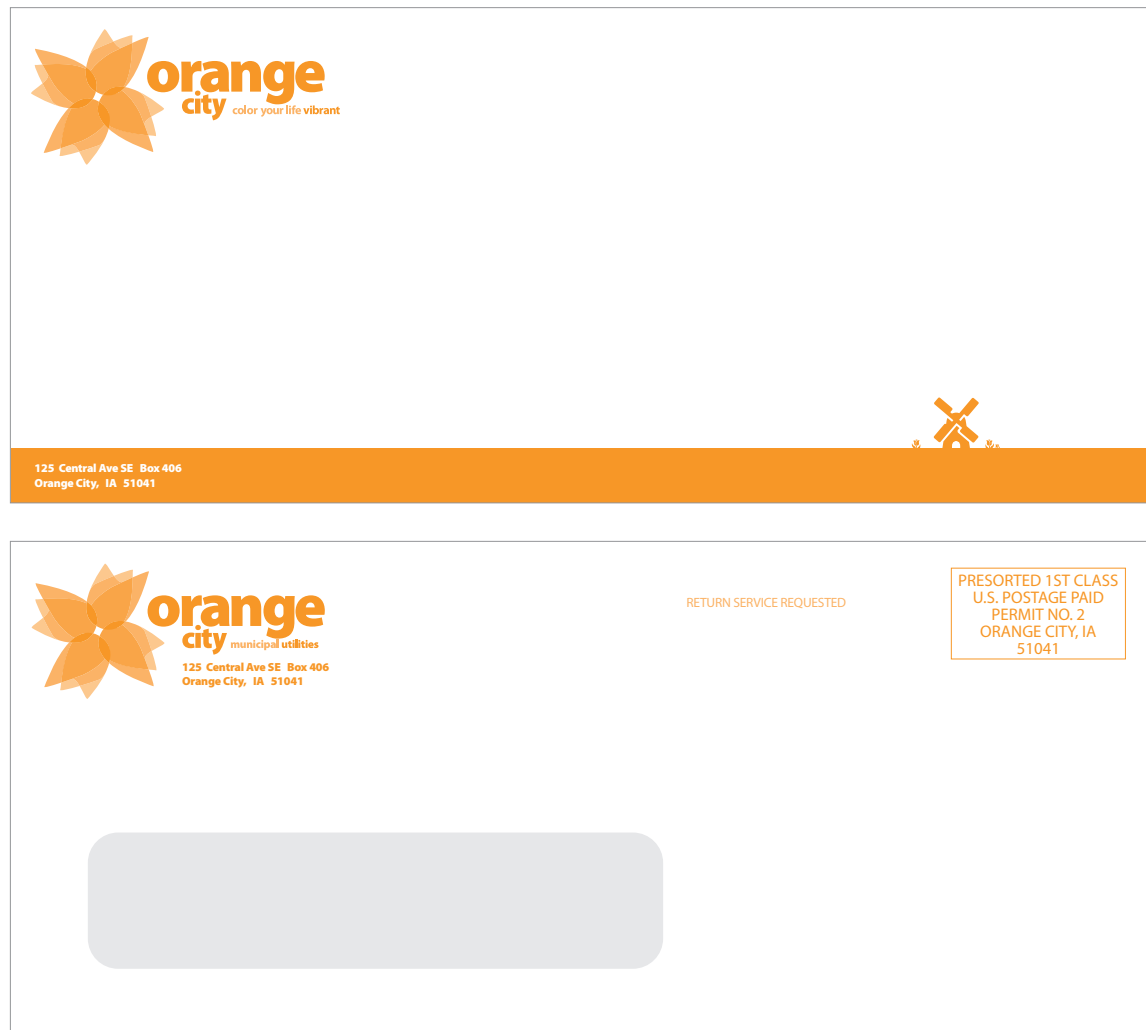 orange
city color your life vibrant
125 Central Ave SE Box 406
Orange City, IA 51041
orange
city municipal utilities
125 Central Ave SE Box 406
Orange City, IA 51041
RETURN SERVICE REQUESTED
PRESORTED 1ST CLASS
U.S. POSTAGE PAID
PERMIT NO. 2
ORANGE CITY, IA
51041